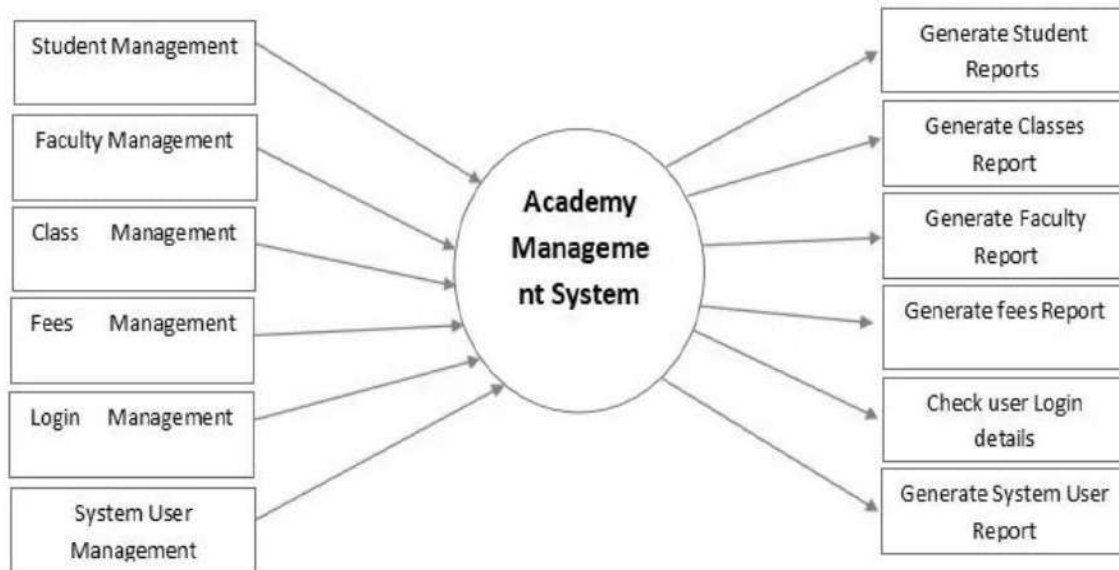 Student Management
Faculty Management
Class Management
Fees Management
Login Management
System User
Management
Academy
Manageme
nt System
Generate Student
Reports
Generate Classes
Report
Generate Faculty
Report
Generate fees Report
Check user Login
details
Generate System User
Report